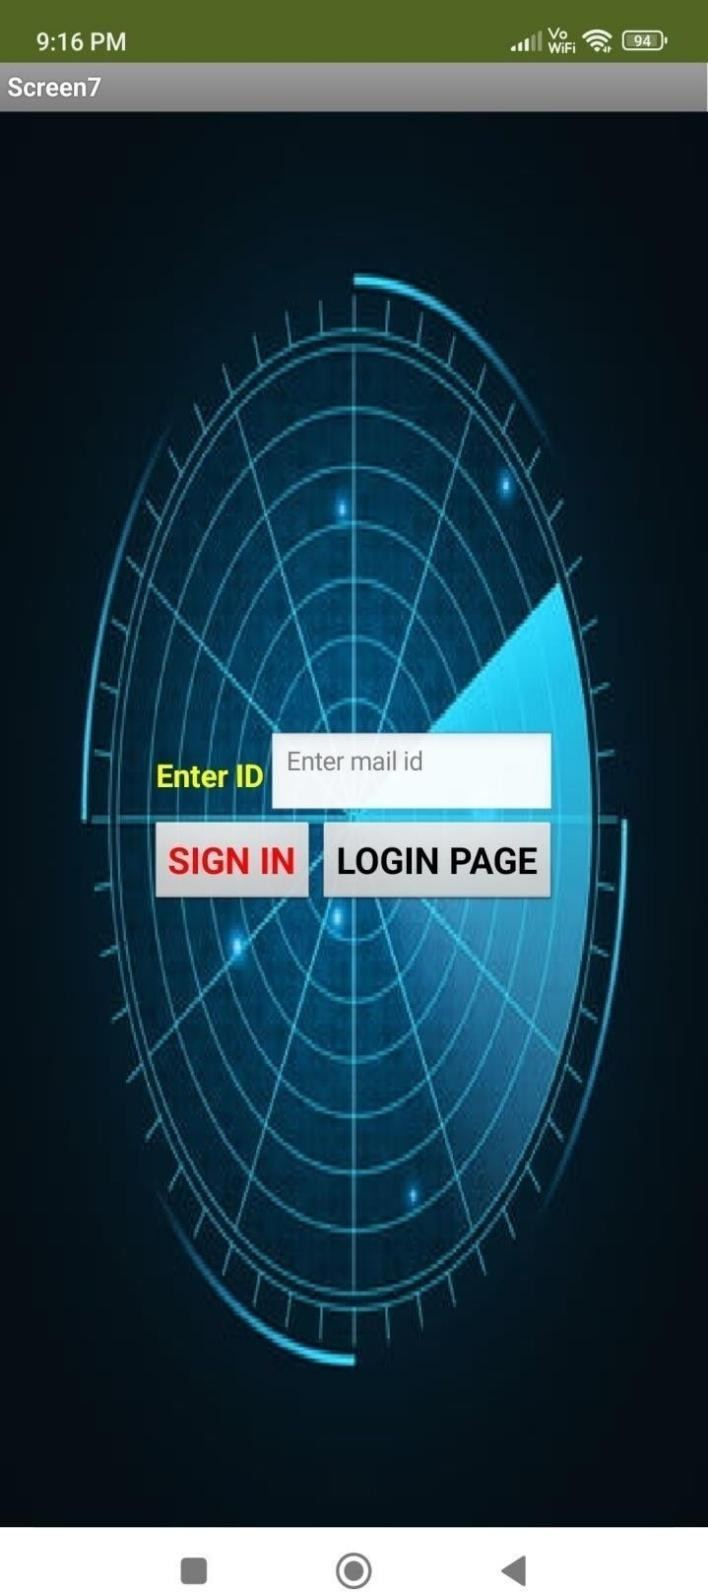 9:16 PM Vo WiFi 94
Screen7
Enter ID Enter mail id
SIGN IN LOGIN PAGE